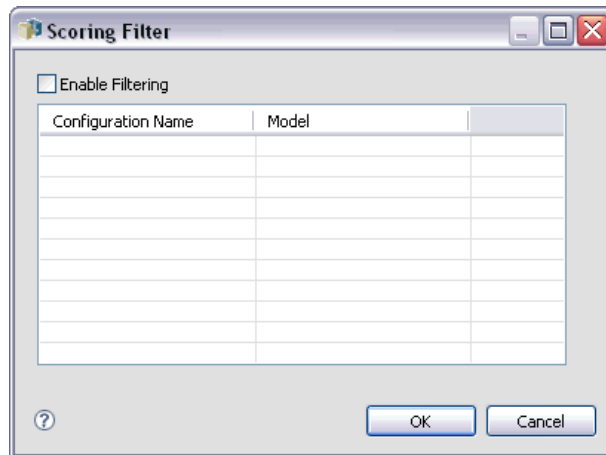 Scoring Filter
Enable Filtering
Configuration Name Model
?
OK Cancel